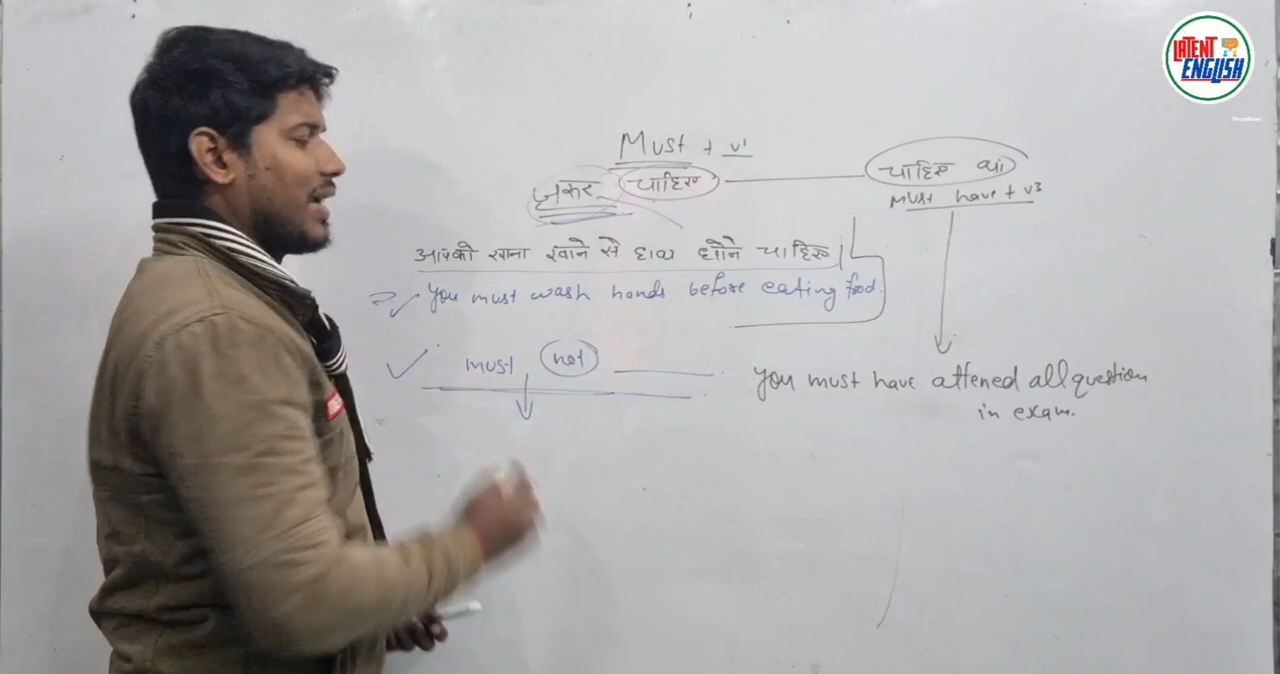 LATENT
ENGLISH
Must + v1
ज़रूर चाहिए
चाहिए था
Must have + v3
आपको खाना खाने से हाथ धोने चाहिए
You must wash hands before eating food.
must not
You must have attened all question
in exam.